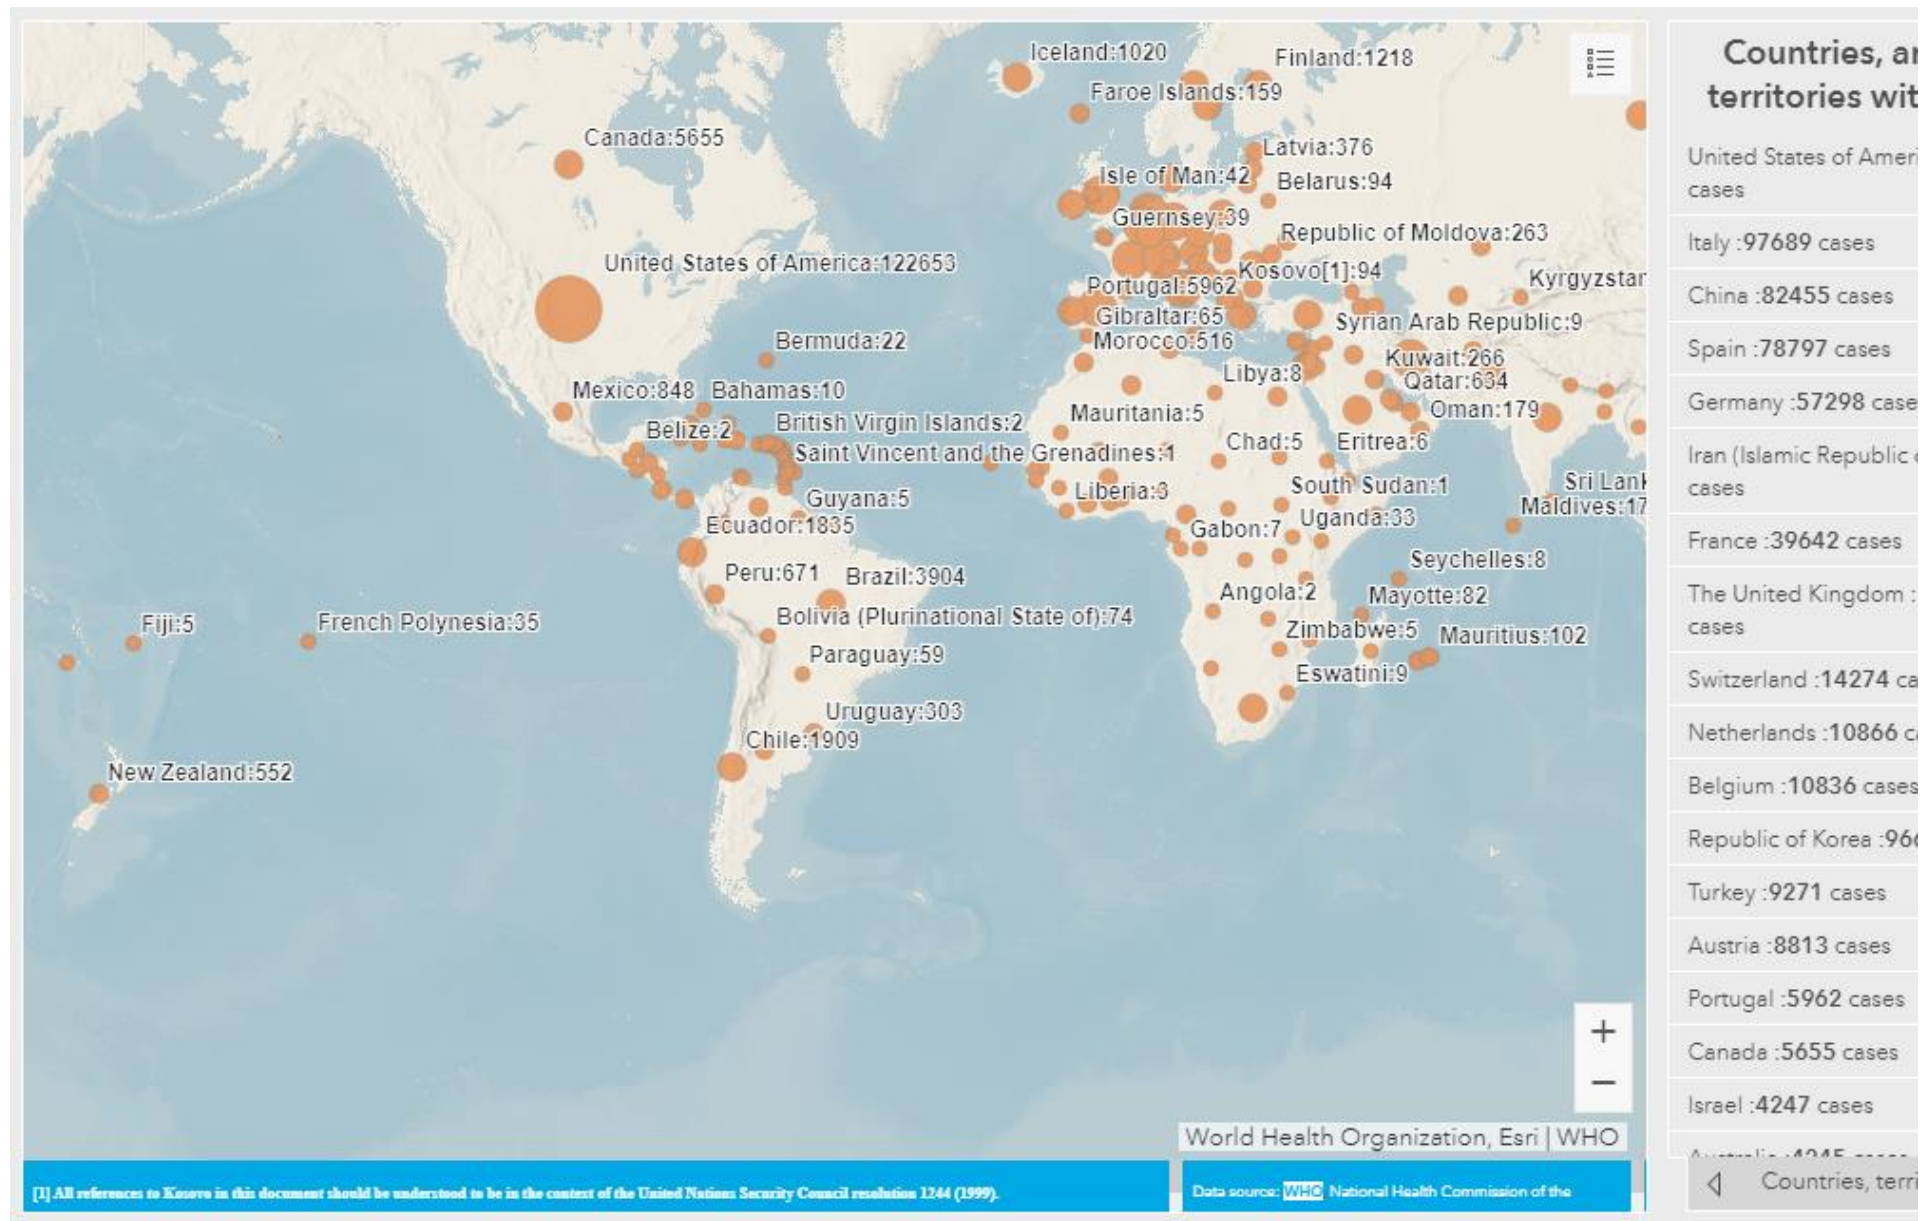 Iceland:1020
Finland:1218
Faroe Islands:159
Canada:5655
Latvia:376
Isle of Man:42
Belarus:94
Guernsey:39
Republic of Moldova:263
United States of America:122653
Kosovo[1]:94
Kyrgyzstan
Portugal:5962
Gibraltar:65
Syrian Arab Republic:9
Bermuda:22
Morocco:516
Kuwait:266
Libya:8
Qatar:634
Mexico:848
Bahamas:10
Mauritania:5
Oman:179
British Virgin Islands:2
Belize:2
Chad:5
Eritrea:6
Saint Vincent and the Grenadines:1
Guyana:5
Liberia:3
South Sudan:1
Sri Lank
Maldives:17
Ecuador:1835
Gabon:7
Uganda:33
Seychelles:8
Peru:671
Brazil:3904
Angola:2
Mayotte:82
Fiji:5
French Polynesia:35
Bolivia (Plurinational State of):74
Zimbabwe:5
Mauritius:102
Paraguay:59
Eswatini:9
Uruguay:303
Chile:1909
New Zealand:552
+
−
World Health Organization, Esri | WHO
[1] All references to Kosovo in this document should be understood to be in the context of the United Nations Security Council resolution 1244 (1999).
Data source: WHO National Health Commission of the
Countries, ar
territories wit
United States of Ameri
cases
Italy :97689 cases
China :82455 cases
Spain :78797 cases
Germany :57298 case
Iran (Islamic Republic
cases
France :39642 cases
The United Kingdom :
cases
Switzerland :14274 ca
Netherlands :10866 c
Belgium :10836 cases
Republic of Korea :966
Turkey :9271 cases
Austria :8813 cases
Portugal :5962 cases
Canada :5655 cases
Israel :4247 cases
Countries, terri